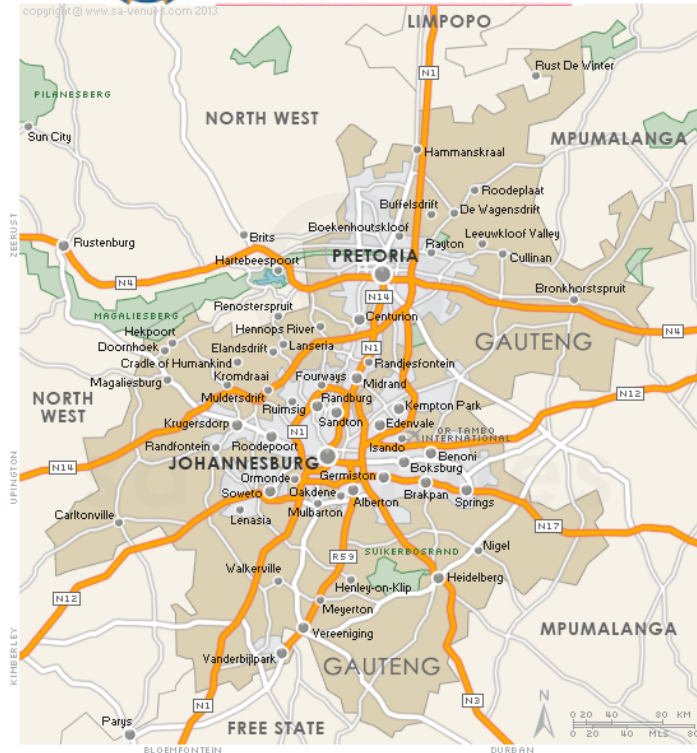 copyright @ www.sa-venues.com 2013
LIMPOPO
N1
Rust De Winter
PILANESBERG
NORTH WEST
MPUMALANGA
Sun City
Hammanskraal
Roodeplaat
Buffelsdrift
De Wagensdrift
ZEERUST
Brits
Boekenhoutskloof
Leeuwkloof Valley
Rustenburg
Rayton
PRETORIA
Cullinan
Hartebeespoort
N4
Bronkhorstspruit
N14
Renosterspruit
MAGALIESBERG
Centurion
Hekpoort
Hennops River
N4
Doornhoek
Elandsdrift
Lanseria
N1
GAUTENG
Cradle of Humankind
Randjesfontein
Magaliesburg
Kromdraai
Fourways
Midrand
N12
NORTH
WEST
Muldersdrift
Randburg
Ruimsig
Kempton Park
Sandton
Krugersdorp
N1
Edenvale
OR TAMBO
INTERNATIONAL
Randfontein
Roodepoort
Isando
Benoni
N14
JOHANNESBURG
Boksburg
UPINGTON
Ormonde
Germiston
Soweto
Oakdene
Brakpan
Springs
Mulbarton
Alberton
Carltonville
Lenasia
N17
R59
SUIKERBOSRAND
Nigel
Walkerville
Heidelberg
Henley-on-Klip
N12
Meyerton
KIMBERLEY
Vereeniging
MPUMALANGA
Vanderbijlpark
GAUTENG
N1
N3
N
Parys
FREE STATE
0 20 40 80 KM
0 20 40 MLS 80
BLOEMFONTEIN
DURBAN